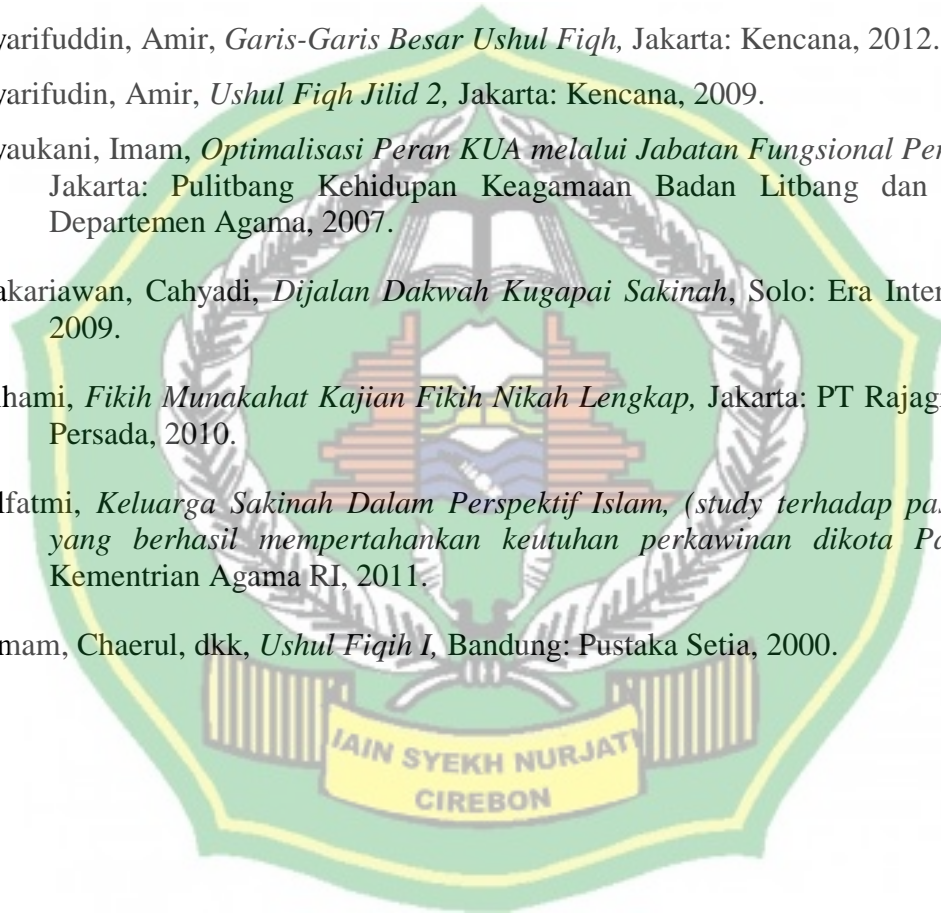 yarifuddin, Amir, Garis-Garis Besar Ushul Fiqh, Jakarta: Kencana, 2012.
yarifudin, Amir, Ushul Fiqh Jilid 2, Jakarta: Kencana, 2009.
yaukani, Imam, Optimalisasi Peran KUA melalui Jabatan Fungsional Pen
Jakarta: Pulitbang Kehidupan Keagamaan Badan Litbang dan
Departemen Agama, 2007.
akariawan, Cahyadi, Dijalan Dakwah Kugapai Sakinah, Solo: Era Inter
2009.
hami, Fikih Munakahat Kajian Fikih Nikah Lengkap, Jakarta: PT Rajag
Persada, 2010.
lfatmi, Keluarga Sakinah Dalam Perspektif Islam, (study terhadap pas
yang berhasil mempertahankan keutuhan perkawinan dikota Pa
Kementrian Agama RI, 2011.
mam, Chaerul, dkk, Ushul Fiqih I, Bandung: Pustaka Setia, 2000.
IAIN SYEKH NURJATI
CIREBON